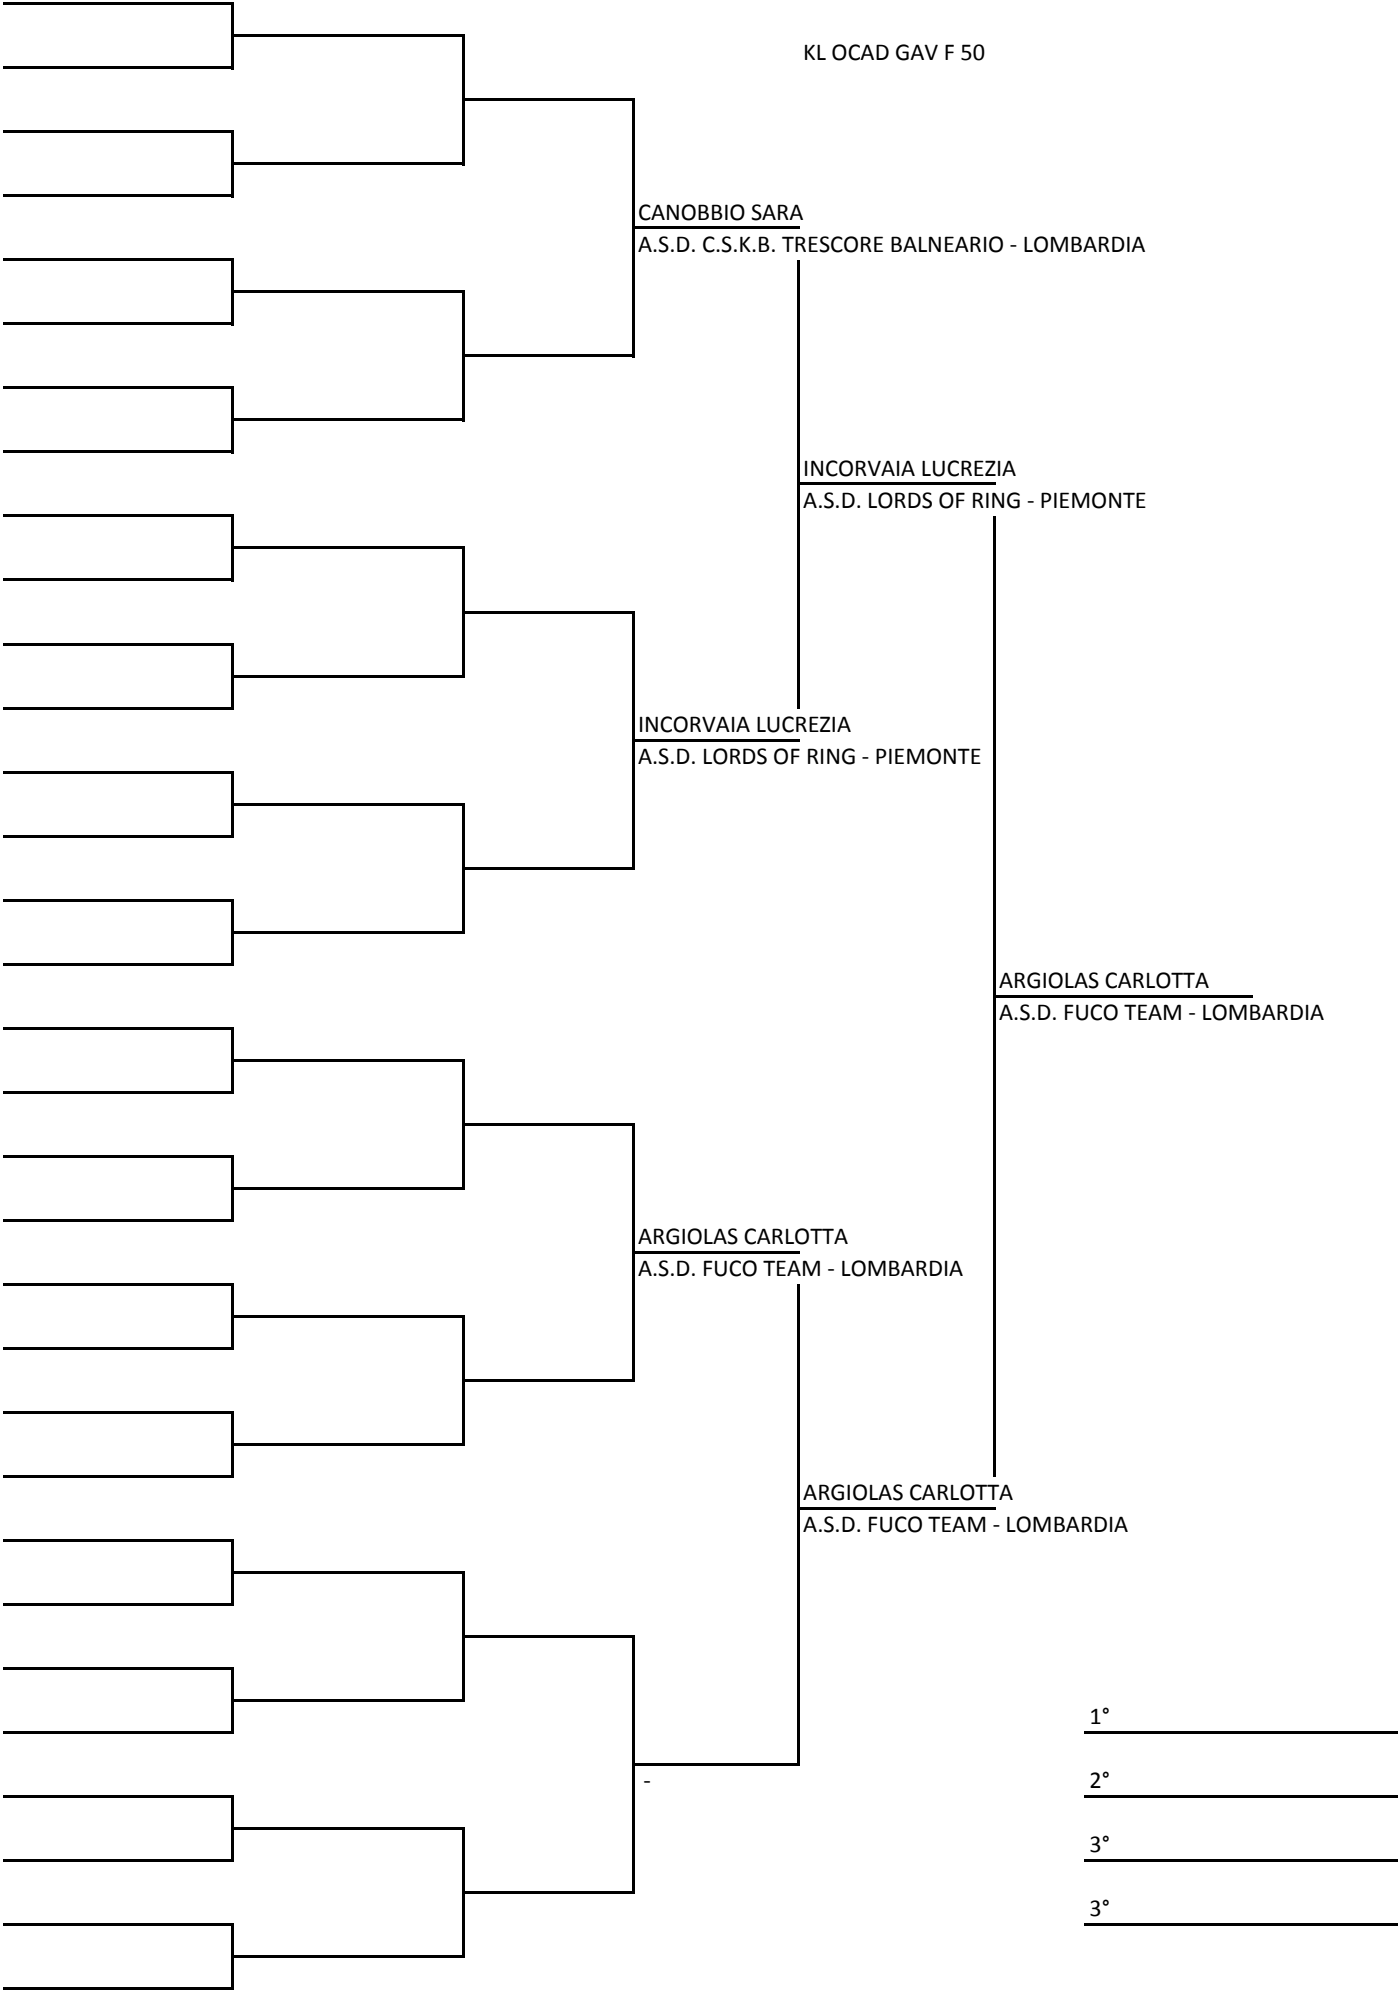 KL OCAD GAV F 50
CANOBBIO SARA
A.S.D. C.S.K.B. TRESCORE BALNEARIO - LOMBARDIA
INCORVAIA LUCREZIA
A.S.D. LORDS OF RING - PIEMONTE
INCORVAIA LUCREZIA
A.S.D. LORDS OF RING - PIEMONTE
ARGIOLAS CARLOTTA
A.S.D. FUCO TEAM - LOMBARDIA
ARGIOLAS CARLOTTA
A.S.D. FUCO TEAM - LOMBARDIA
ARGIOLAS CARLOTTA
A.S.D. FUCO TEAM - LOMBARDIA
1°
-
2°
3°
3°